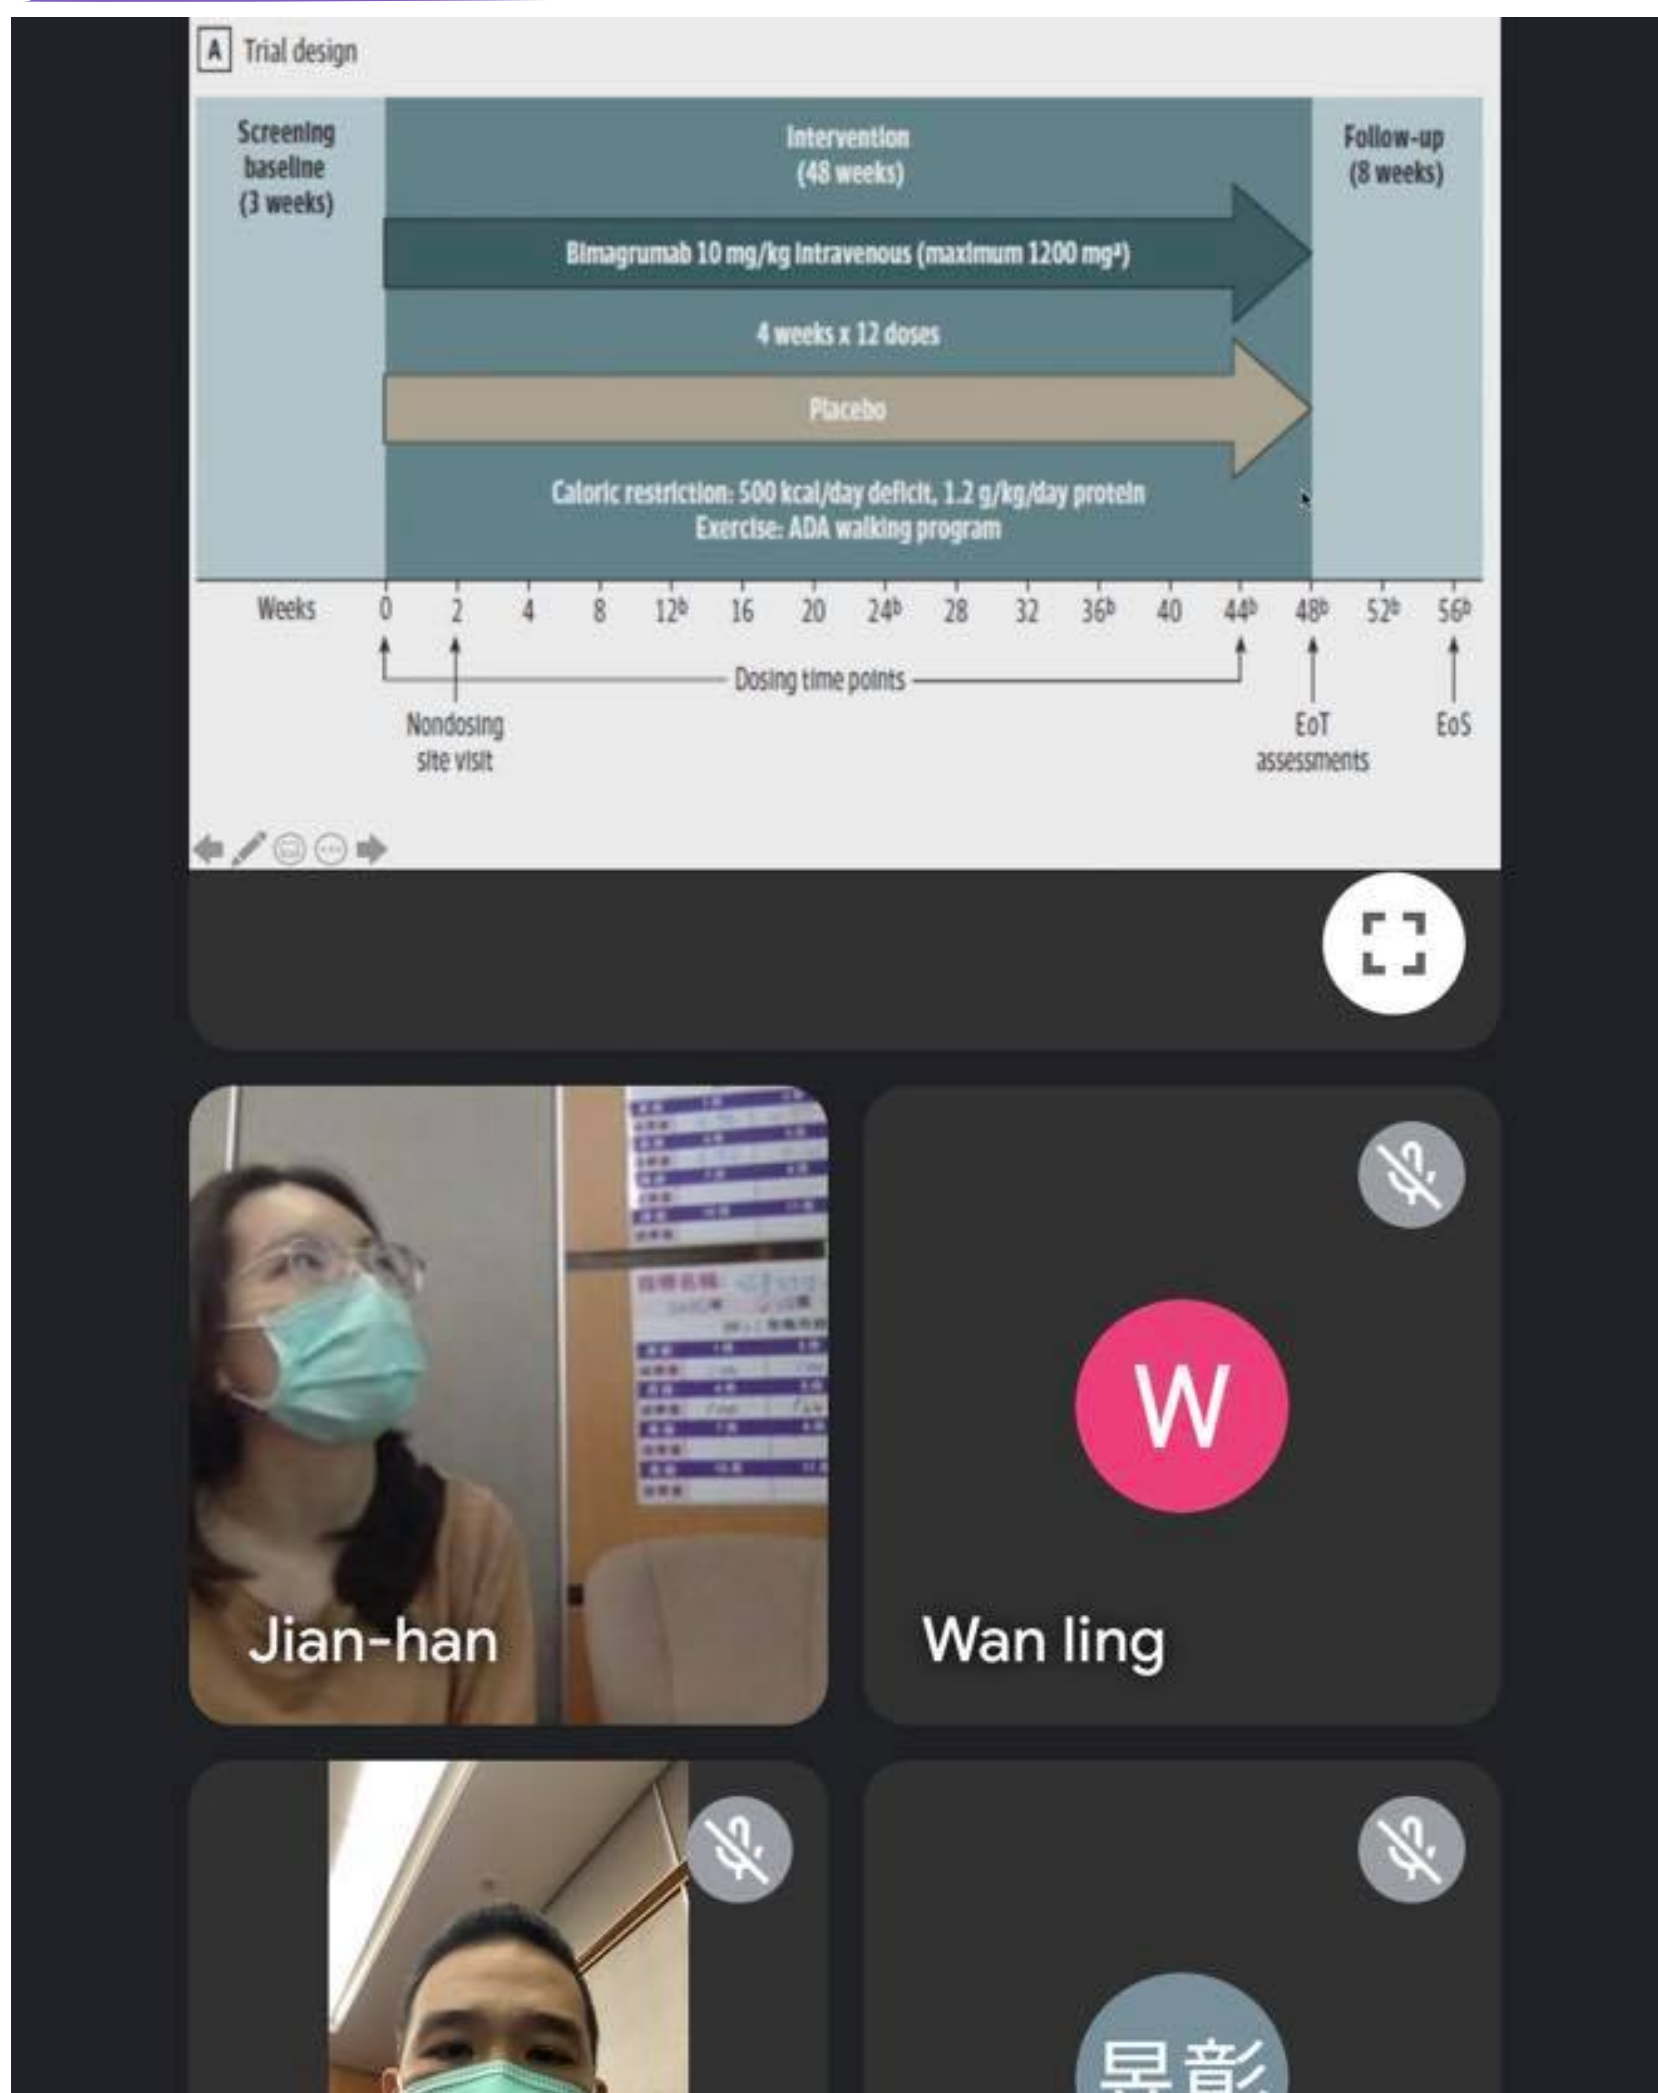 A Trial design
Screening
baseline
(3 weeks)
Intervention
(48 weeks)
Follow-up
(8 weeks)
Bimagrumab 10 mg/kg intravenous (maximum 1200 mgª)
4 weeks x 12 doses
Placebo
Caloric restriction: 500 kcal/day deficit, 1.2 g/kg/day protein
Exercise: ADA walking program
Weeks 0 2 4 8 12ᵇ 16 20 24ᵇ 28 32 36ᵇ 40 44ᵇ 48ᵇ 52ᵇ 56ᵇ
Dosing time points
Nondosing
site visit
EoT
assessments
EoS
W
Jian-han
Wan ling
昱彰